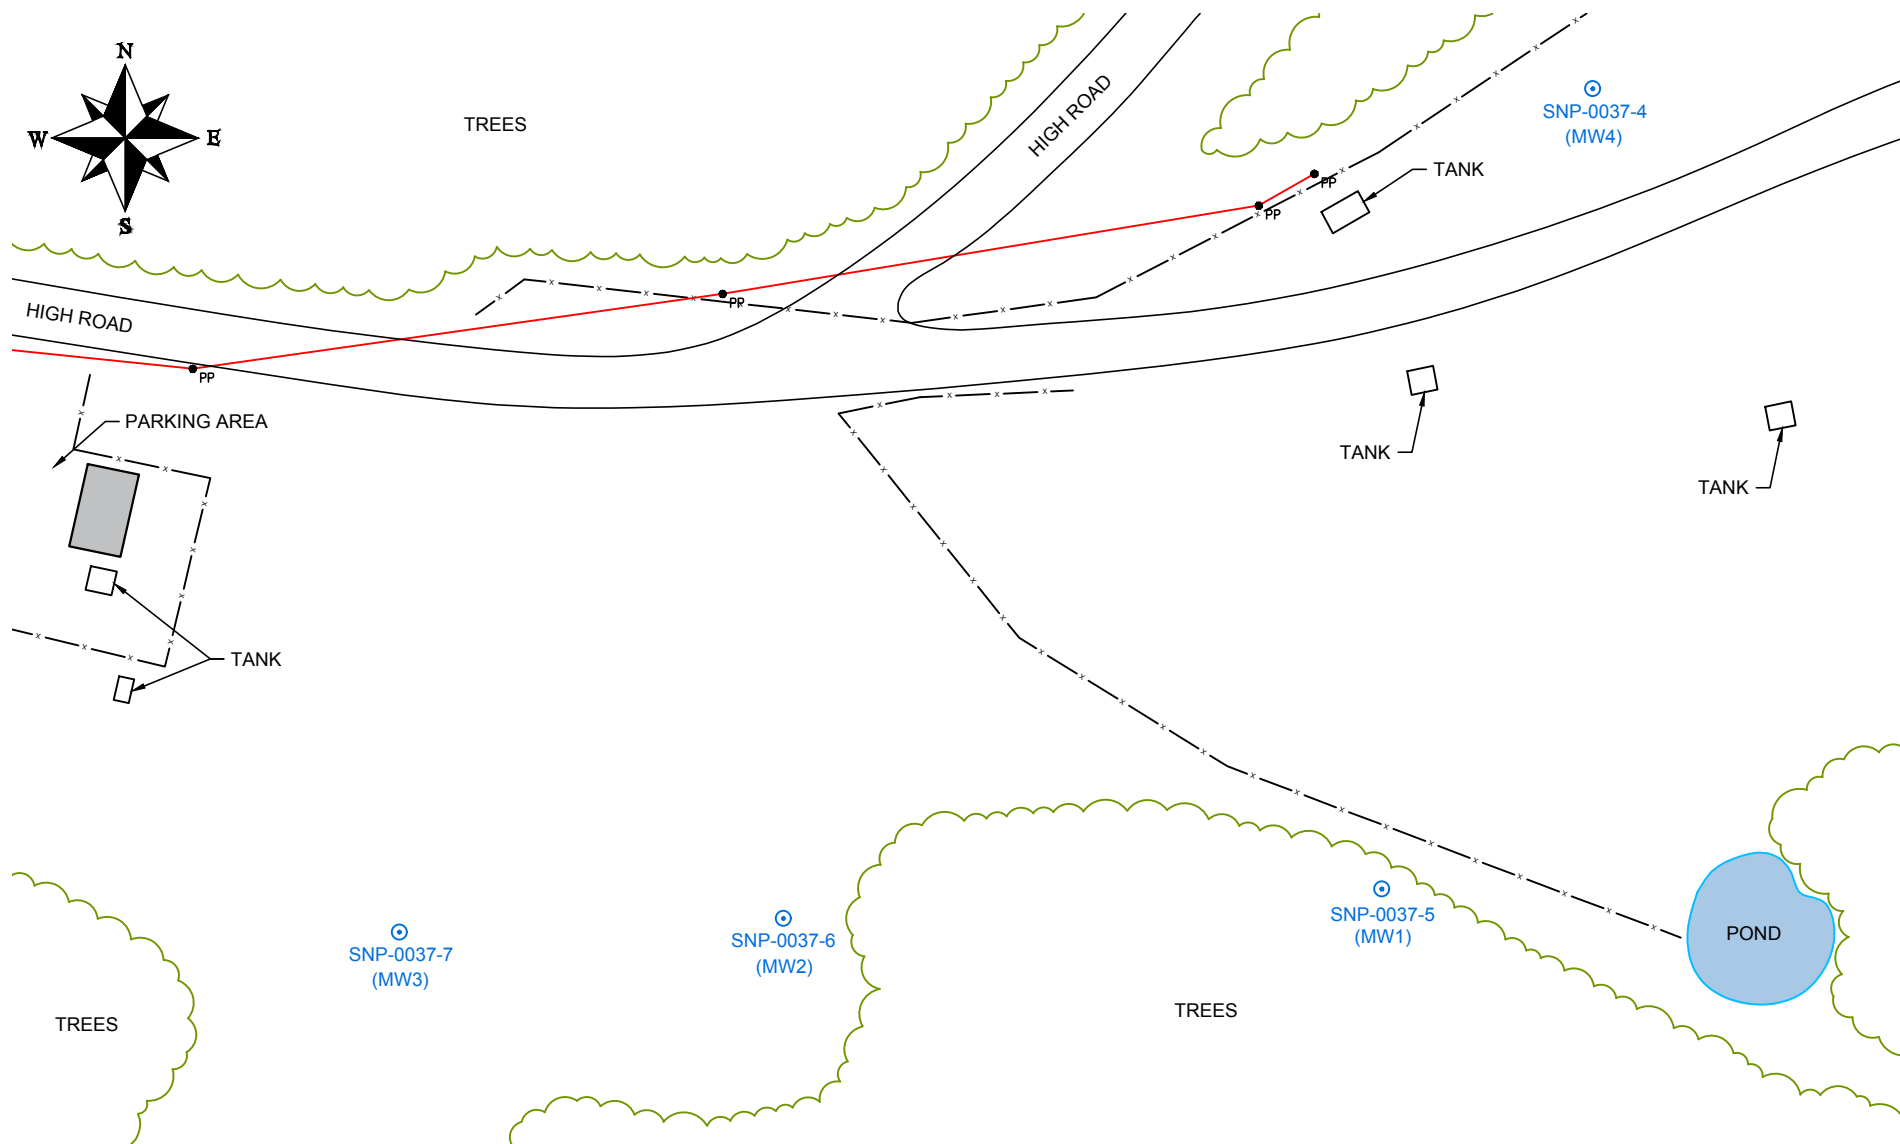 N
W
E
S
TREES
HIGH ROAD
SNP-0037-4
(MW4)
TANK
PP
PP
PP
HIGH ROAD
PP
PARKING AREA
TANK
TANK
TANK
SNP-0037-5
(MW1)
SNP-0037-6
(MW2)
SNP-0037-7
(MW3)
POND
TREES
TREES